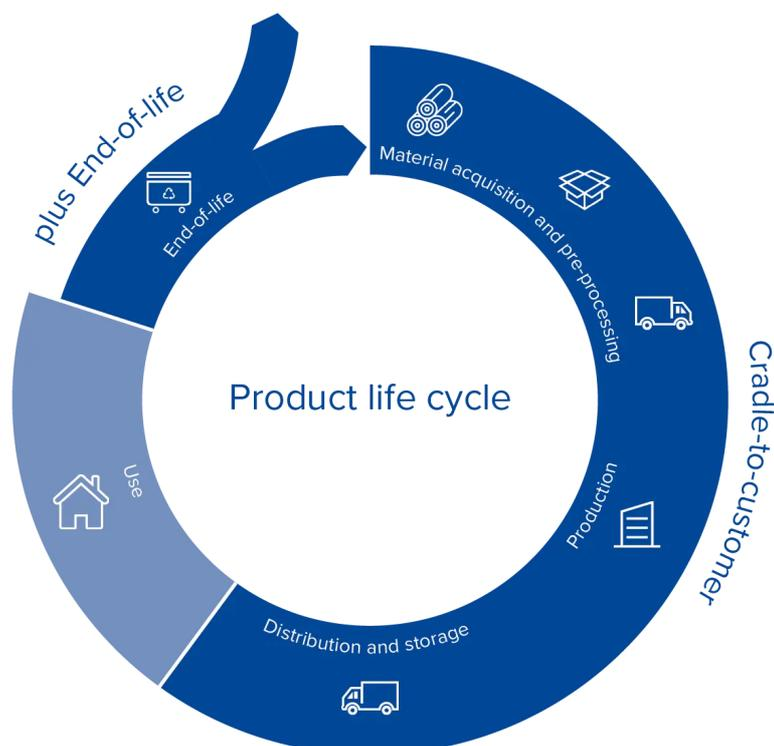 plus End-of-life
End-of-life
Material acquisition and pre-processing
Cradle-to-customer
Product life cycle
Use
Production
Distribution and storage